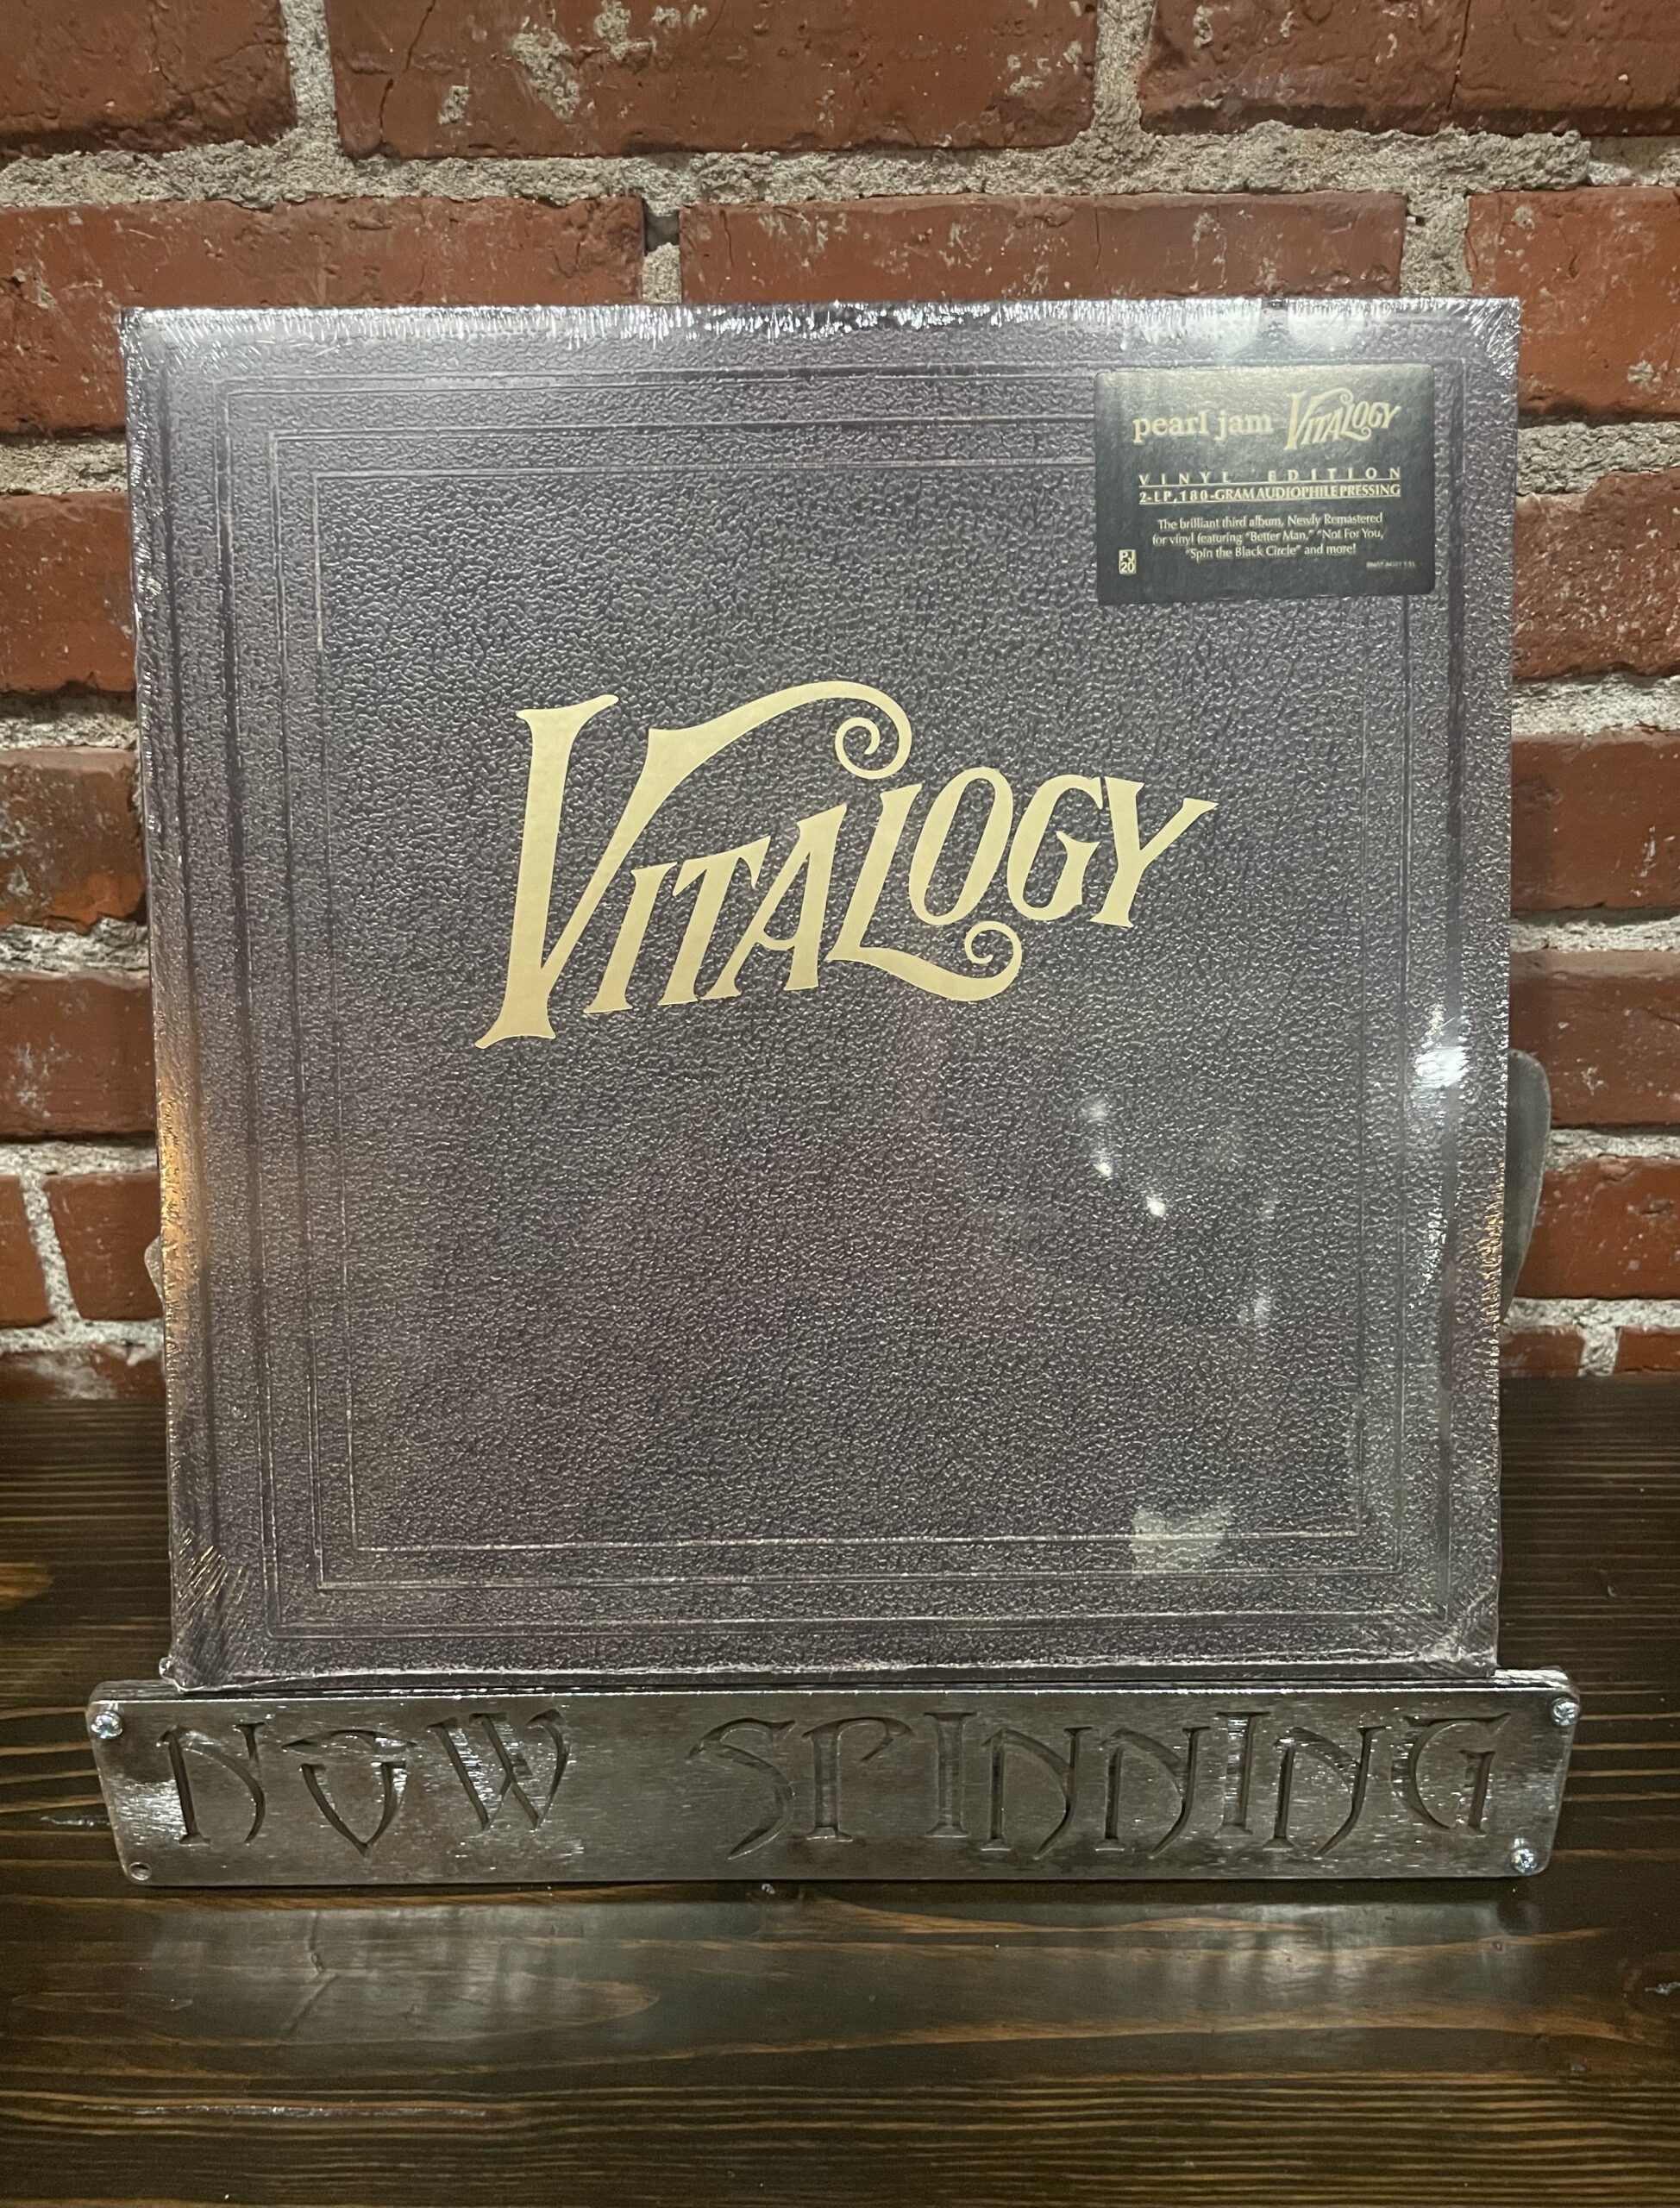 pearl jam VITALOGY
VINYL EDITION
2-LP, 180-GRAM AUDIOPHILE PRESSING
The brilliant third album, Newly Remastered
for vinyl featuring "Better Man," "Not For You,
"Spin the Black Circle" and more!
PJ
20
VITALOGY
NOW SPINNING